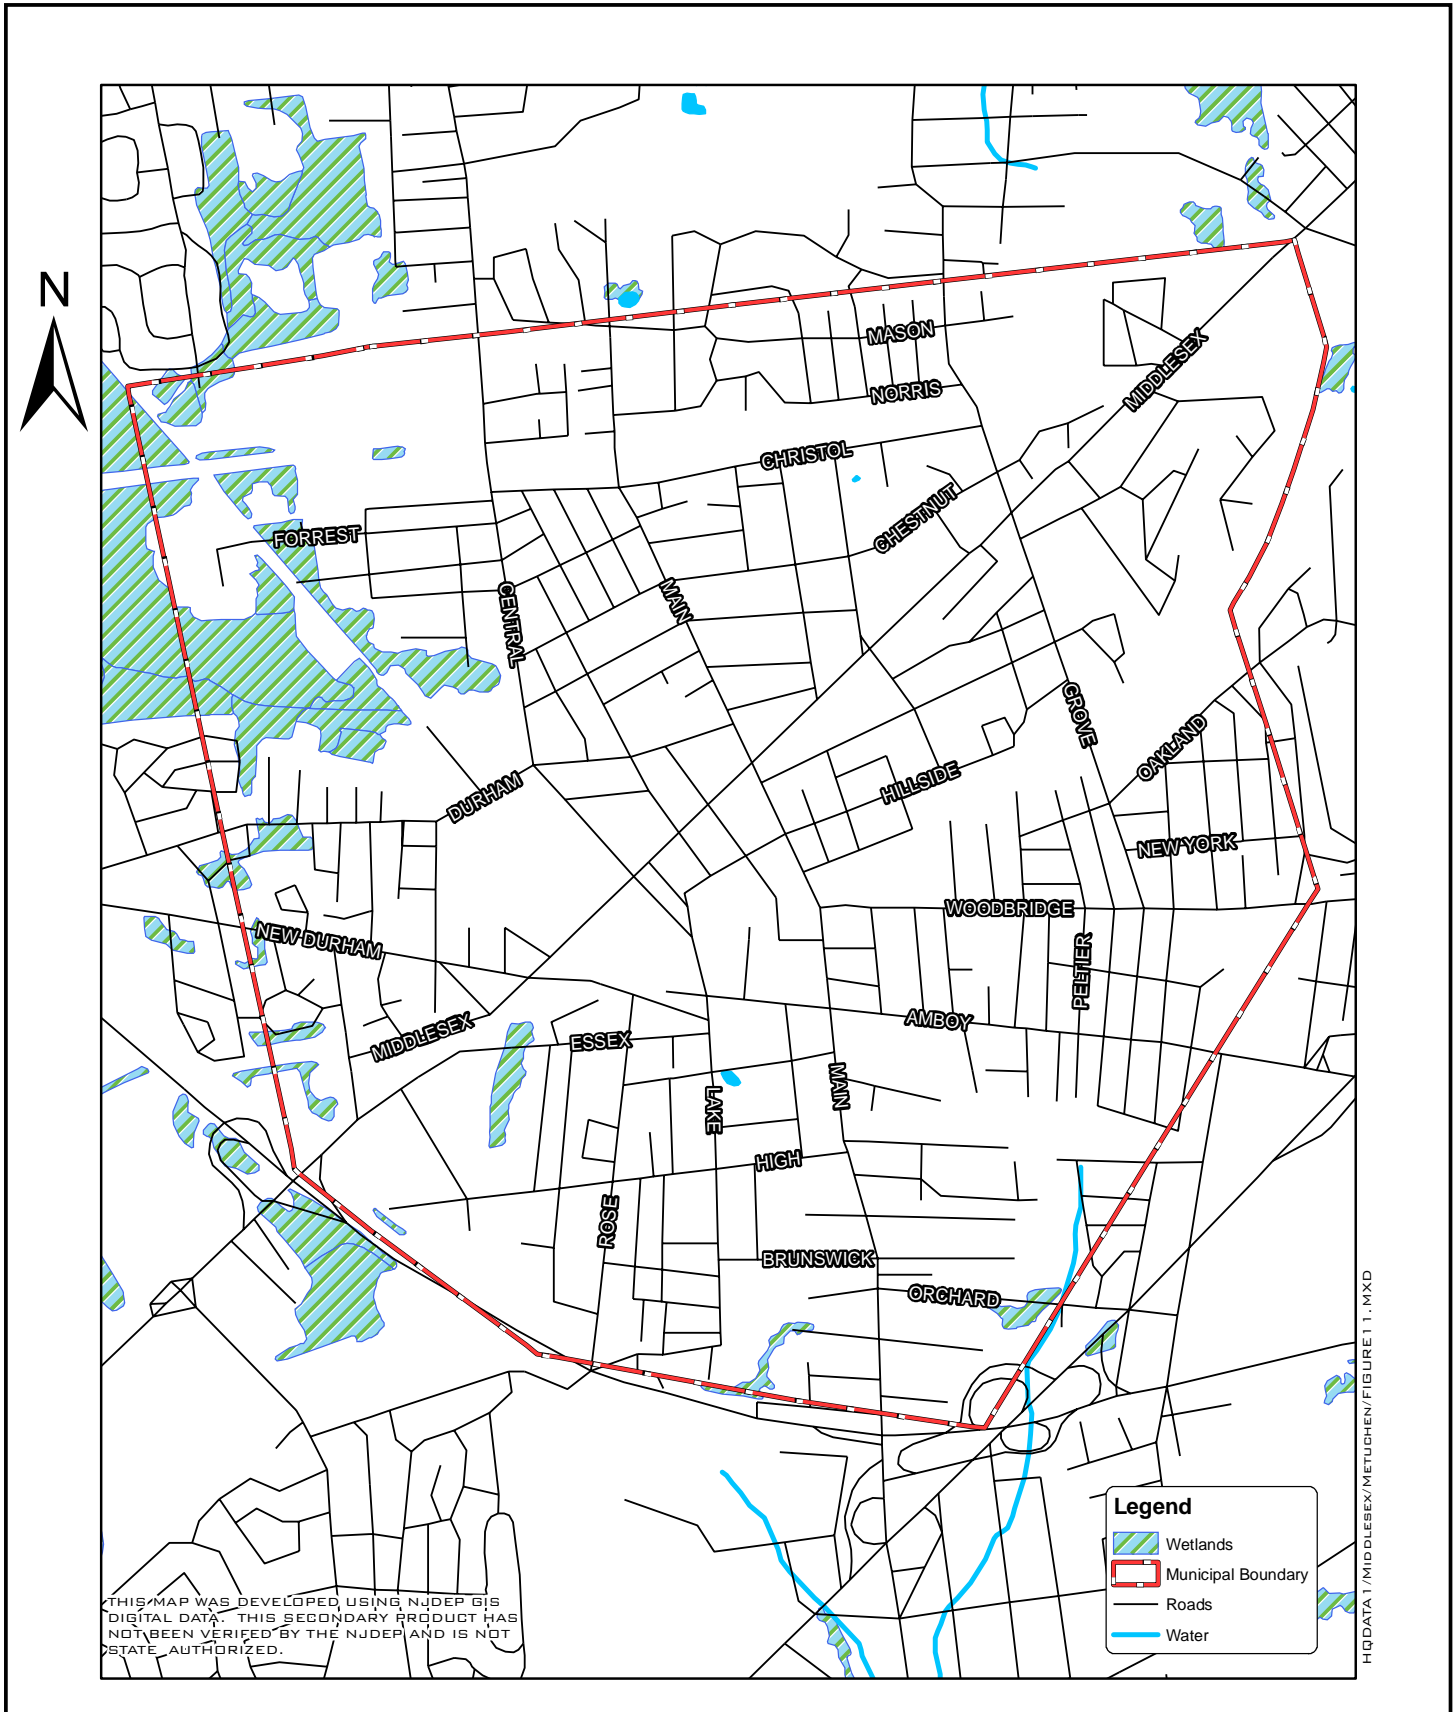 N
MASON
MIDDLESEX
NORRIS
CHRISTOL
CHESTNUT
FORREST
CENTRAL
MAIN
GROVE
OAKLAND
DURHAM
HILLSIDE
NEW YORK
WOODBRIDGE
NEW DURHAM
PELTIER
AMBOY
MIDDLESEX
ESSEX
LAKE
MAIN
HIGH
ROSE
BRUNSWICK
ORCHARD
Legend
Wetlands
Municipal Boundary
Roads
Water
THIS MAP WAS DEVELOPED USING NJDEP GIS
DIGITAL DATA. THIS SECONDARY PRODUCT HAS
NOT BEEN VERIFED BY THE NJDEP AND IS NOT
STATE AUTHORIZED.
HQDATA1/MIDDLESEX/METUCHEN/FIGURE11.MXD